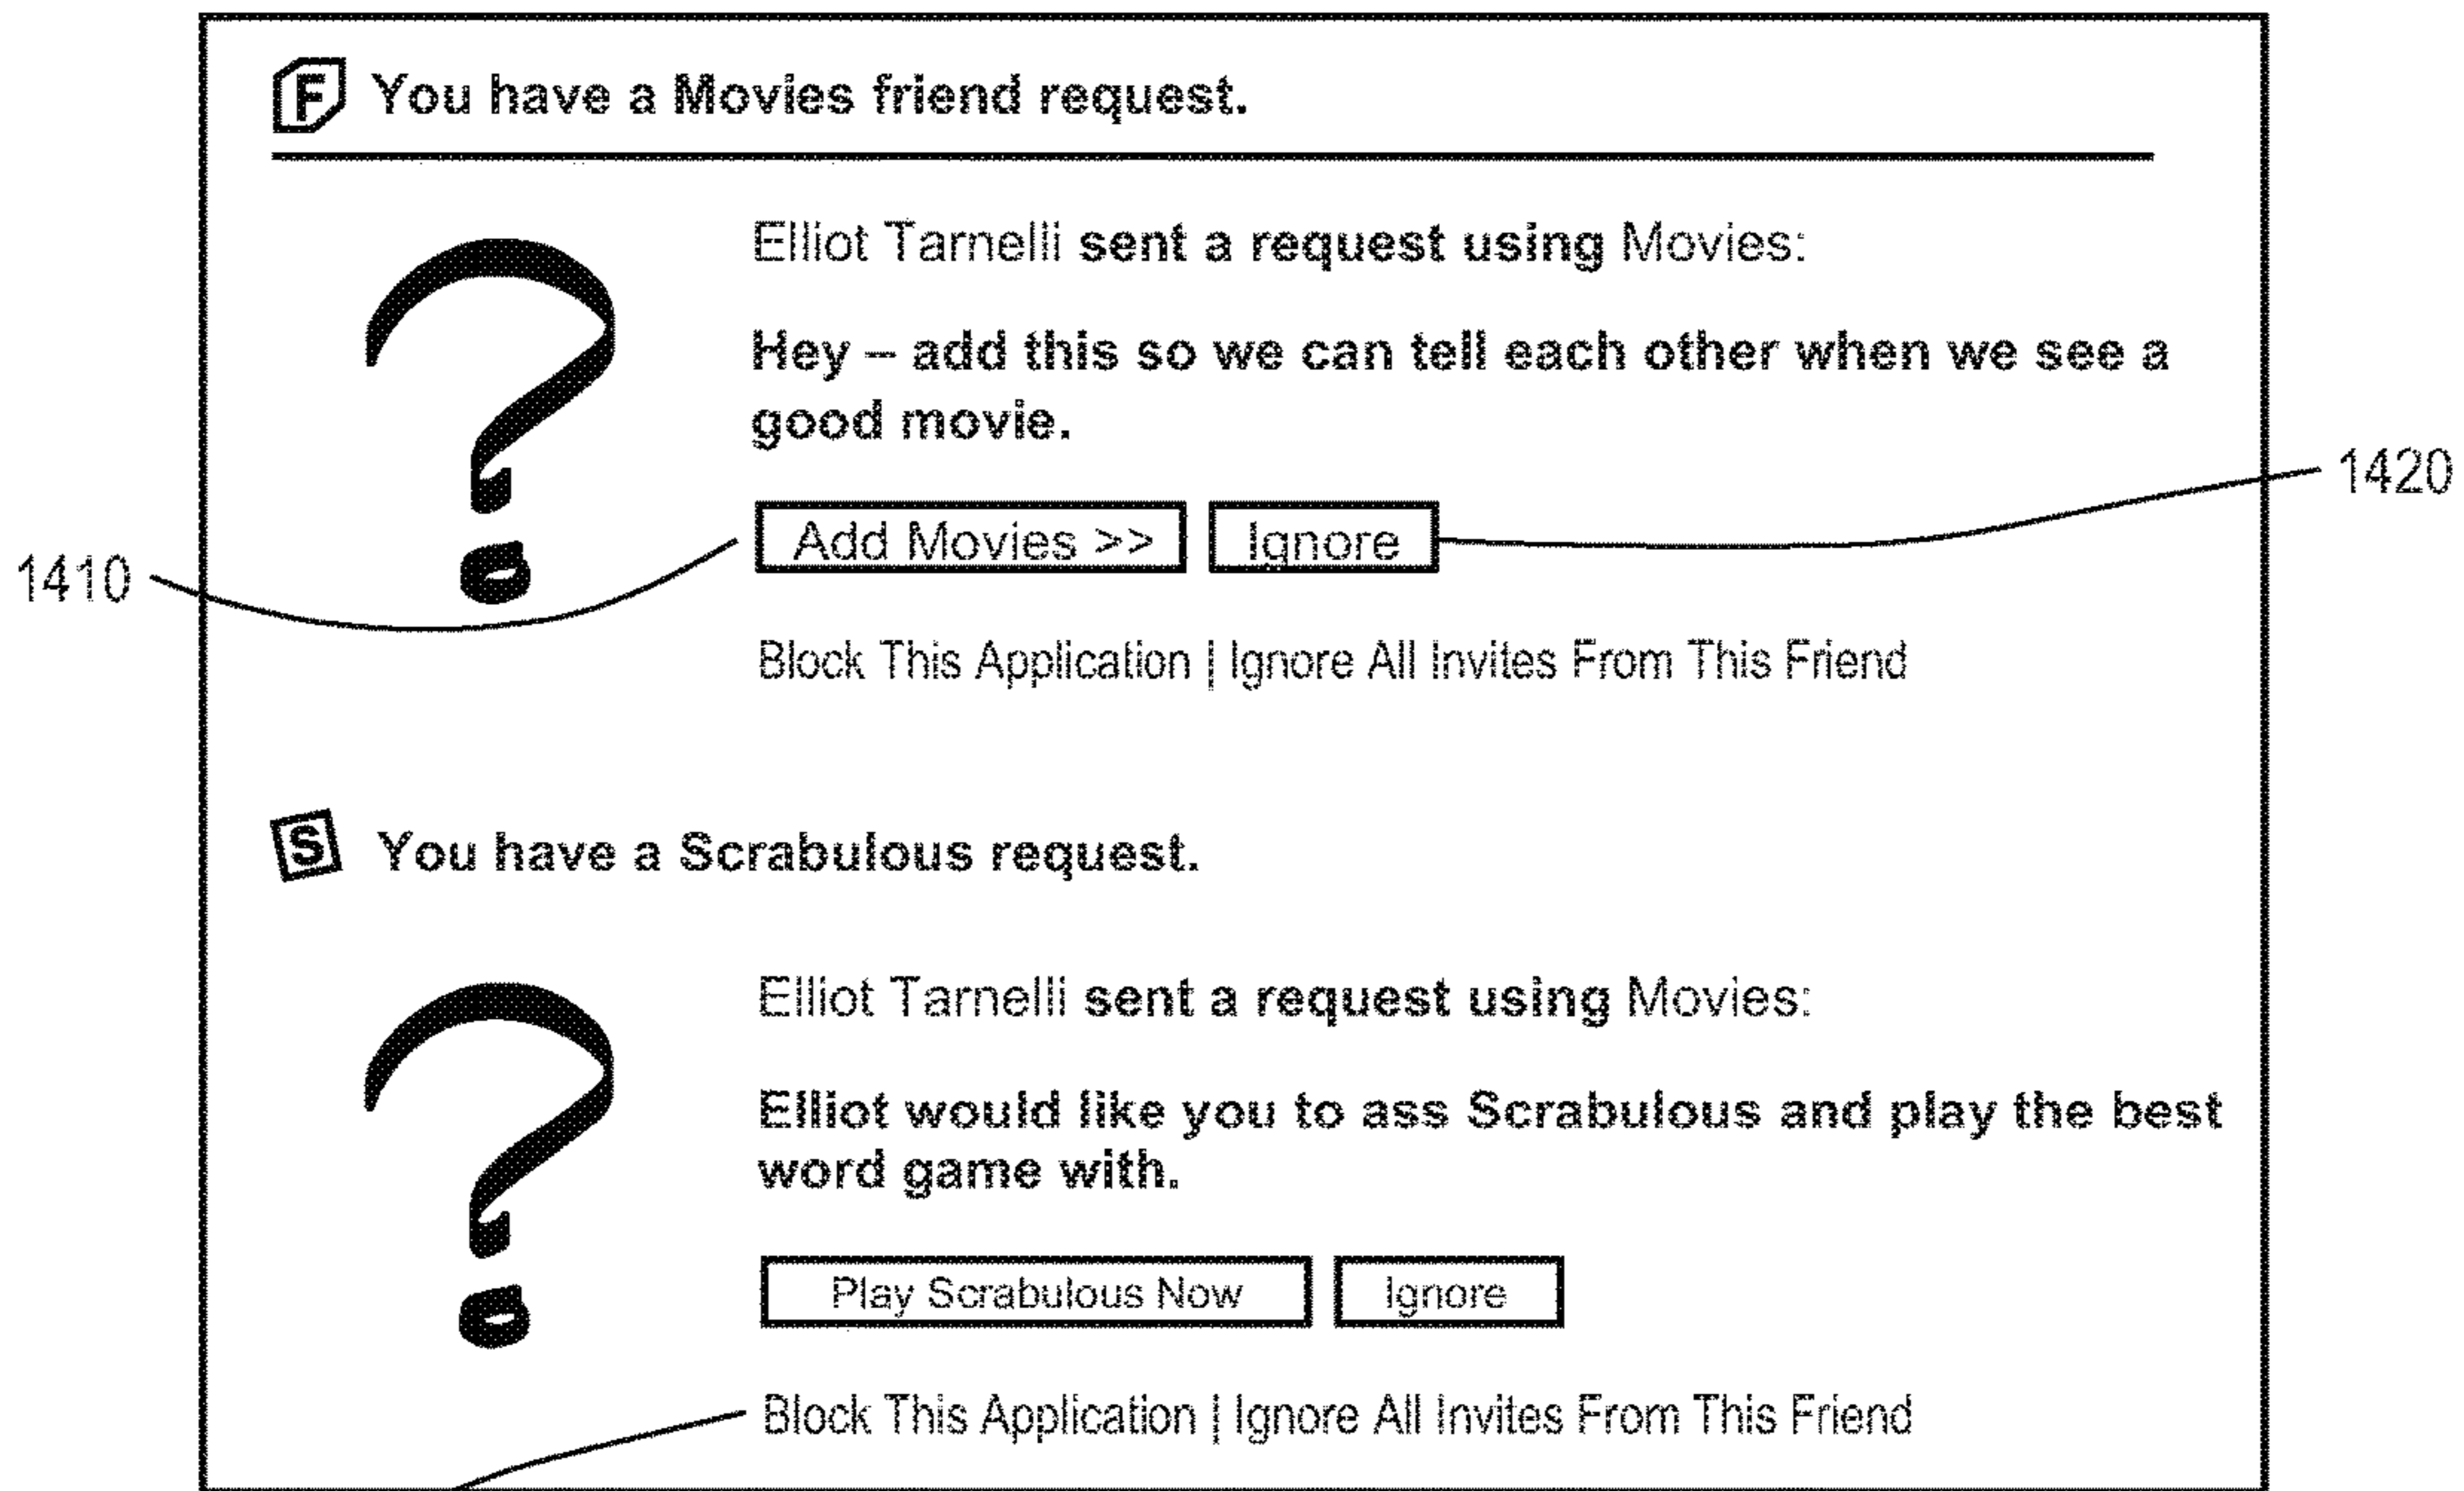 F You have a Movies friend request.
Elliot Tarnelli sent a request using Movies:
Hey – add this so we can tell each other when we see a
good movie.
1420
Add Movies >> Ignore
1410
Block This Application | Ignore All Invites From This Friend
S You have a Scrabulous request.
Elliot Tarnelli sent a request using Movies:
Elliot would like you to ass Scrabulous and play the best
word game with.
Play Scrabulous Now Ignore
Block This Application | Ignore All Invites From This Friend